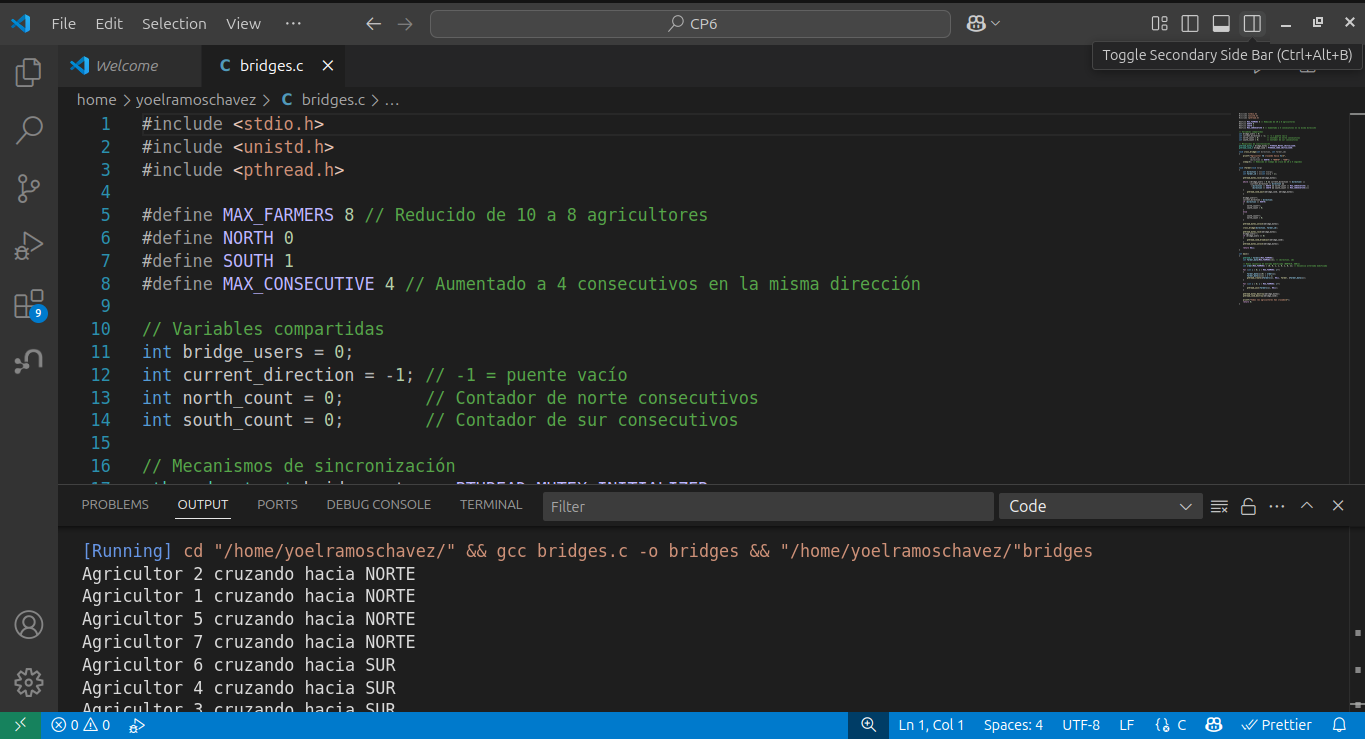 File Edit Selection View ··· CP6
Toggle Secondary Side Bar (Ctrl+Alt+B)
Welcome C bridges.c
home > yoelramoschavez > C bridges.c > ...
1 #include <stdio.h>
2 #include <unistd.h>
3 #include <pthread.h>
4
5 #define MAX_FARMERS 8 // Reducido de 10 a 8 agricultores
6 #define NORTH 0
7 #define SOUTH 1
8 #define MAX_CONSECUTIVE 4 // Aumentado a 4 consecutivos en la misma dirección
9
10 // Variables compartidas
11 int bridge_users = 0;
12 int current_direction = -1; // -1 = puente vacío
13 int north_count = 0; // Contador de norte consecutivos
14 int south_count = 0; // Contador de sur consecutivos
15
16 // Mecanismos de sincronización
9
PROBLEMS OUTPUT PORTS DEBUG CONSOLE TERMINAL Filter Code
[Running] cd "/home/yoelramoschavez/" && gcc bridges.c -o bridges && "/home/yoelramoschavez/"bridges
Agricultor 2 cruzando hacia NORTE
Agricultor 1 cruzando hacia NORTE
Agricultor 5 cruzando hacia NORTE
Agricultor 7 cruzando hacia NORTE
Agricultor 6 cruzando hacia SUR
Agricultor 4 cruzando hacia SUR
Agricultor 3 cruzando hacia SUR
0 0 Ln 1, Col 1 Spaces: 4 UTF-8 LF {} C Prettier